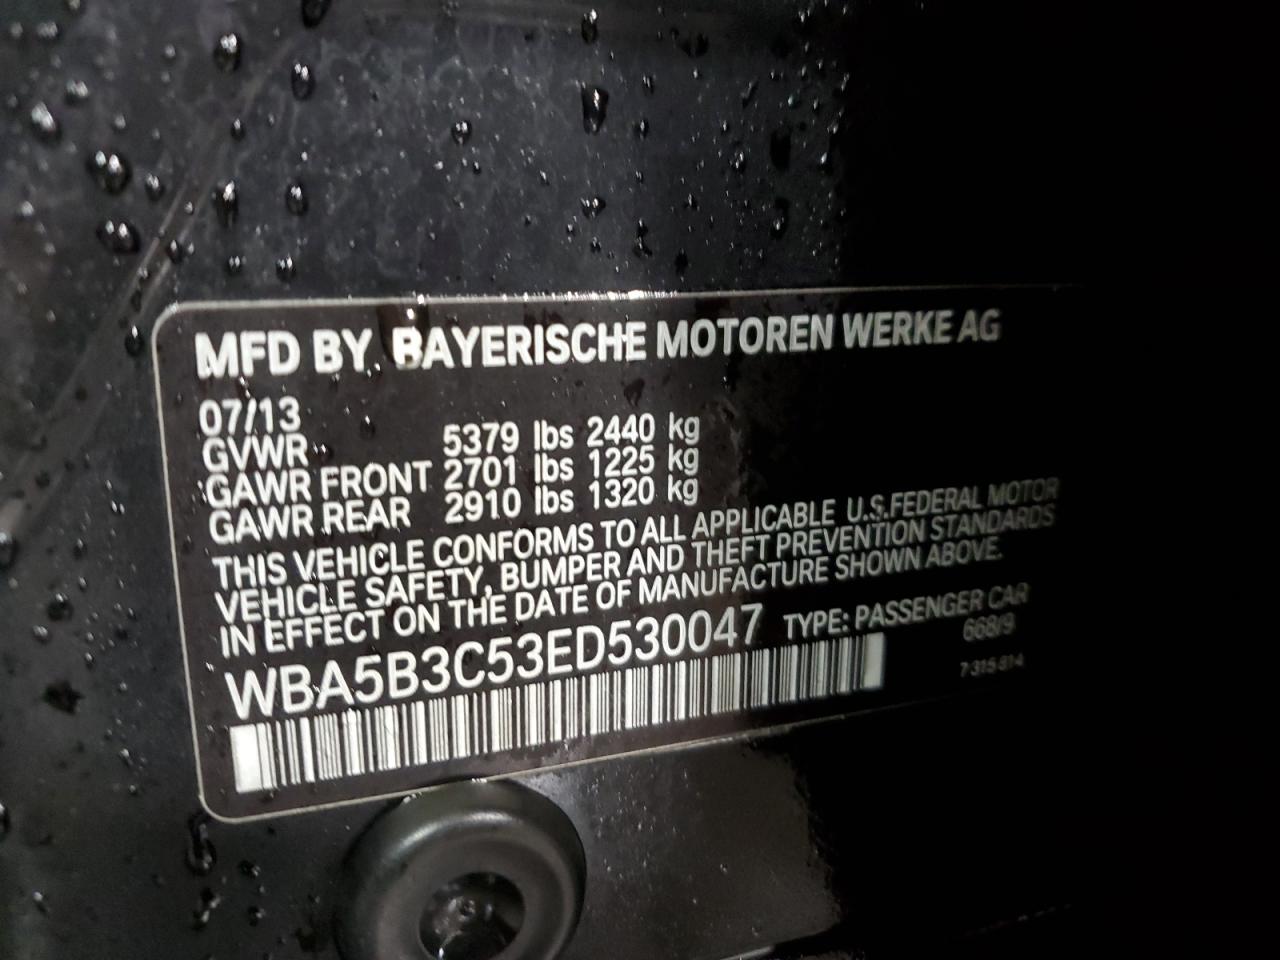 MFD BY BAYERISCHE MOTOREN WERKE AG
07/13
GVWR 5379 lbs 2440 kg
GAWR FRONT 2701 lbs 1225 kg
GAWR REAR 2910 lbs 1320 kg
THIS VEHICLE CONFORMS TO ALL APPLICABLE U.S.FEDERAL MOTOR
VEHICLE SAFETY, BUMPER AND THEFT PREVENTION STANDARDS
IN EFFECT ON THE DATE OF MANUFACTURE SHOWN ABOVE.
WBA5B3C53ED530047 TYPE: PASSENGER CAR
668/9